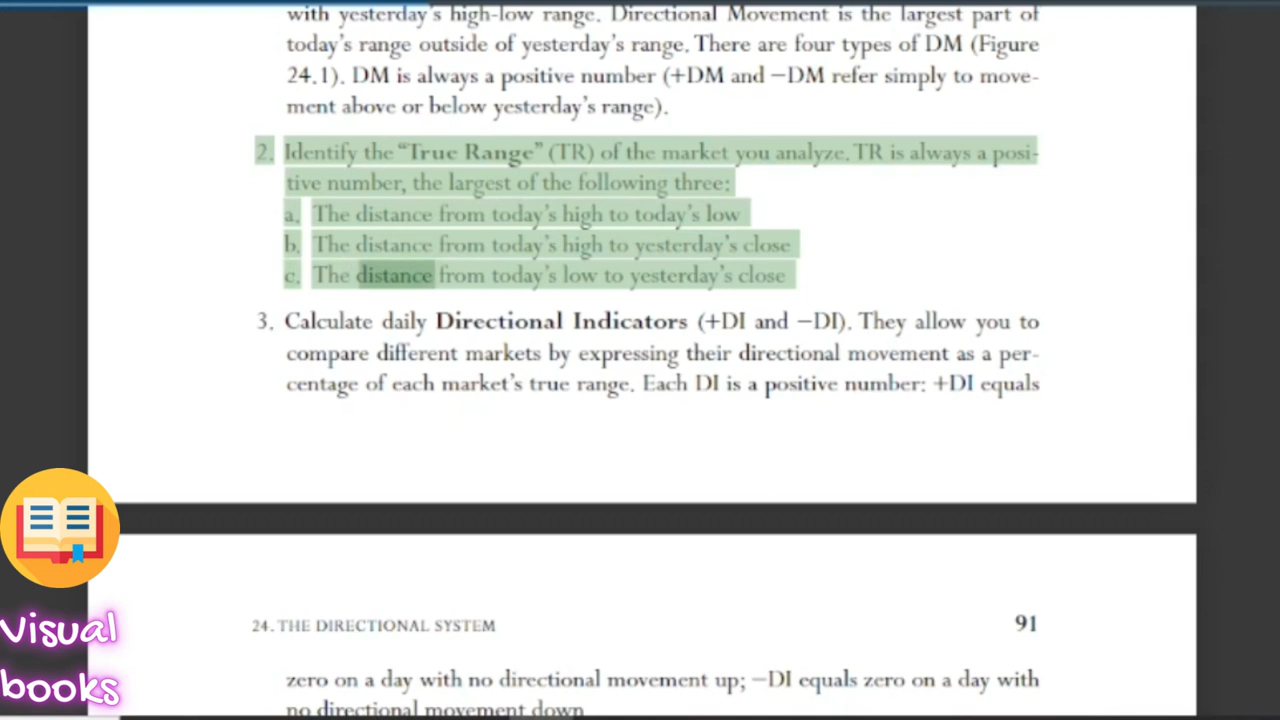 with yesterday's high-low range. Directional Movement is the largest part of
today's range outside of yesterday's range. There are four types of DM (Figure
24.1). DM is always a positive number (+DM and −DM refer simply to move-
ment above or below yesterday's range).
2. Identify the “True Range” (TR) of the market you analyze. TR is always a posi-
tive number, the largest of the following three:
a. The distance from today's high to today's low
b. The distance from today's high to yesterday's close
c. The distance from today's low to yesterday's close
3. Calculate daily Directional Indicators (+DI and −DI). They allow you to
compare different markets by expressing their directional movement as a per-
centage of each market's true range. Each DI is a positive number: +DI equals
24. THE DIRECTIONAL SYSTEM 91
zero on a day with no directional movement up; −DI equals zero on a day with
no directional movement down
Visual
books